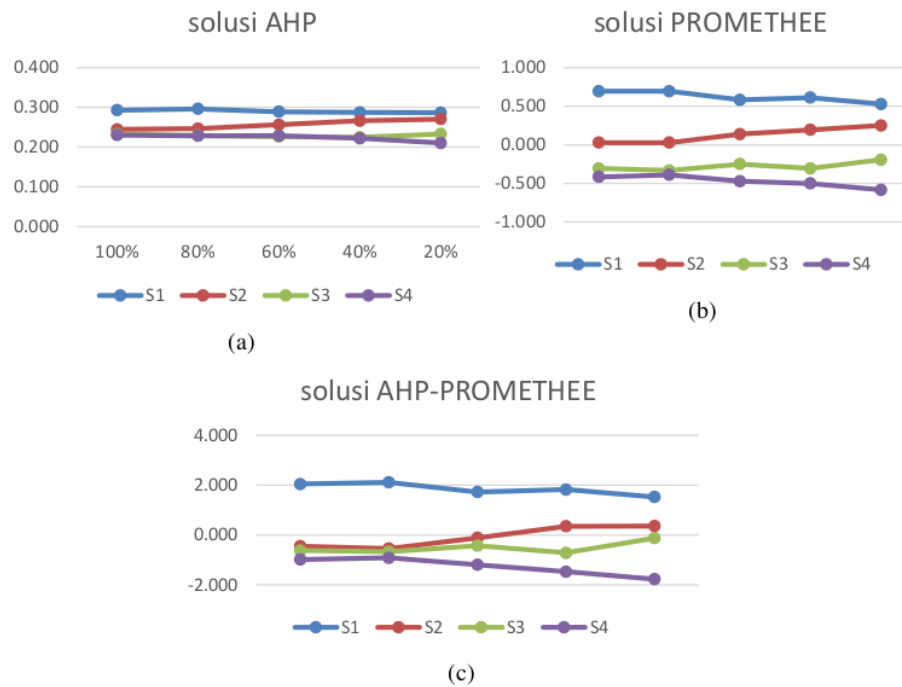 solusi AHP
0.400
0.300
0.200
0.100
0.000
100% 80% 60% 40% 20%
S1 S2 S3 S4
(a)
solusi PROMETHEE
1.000
0.500
0.000
-0.500
-1.000
S1 S2 S3 S4
(b)
solusi AHP-PROMETHEE
4.000
2.000
0.000
-2.000
S1 S2 S3 S4
(c)